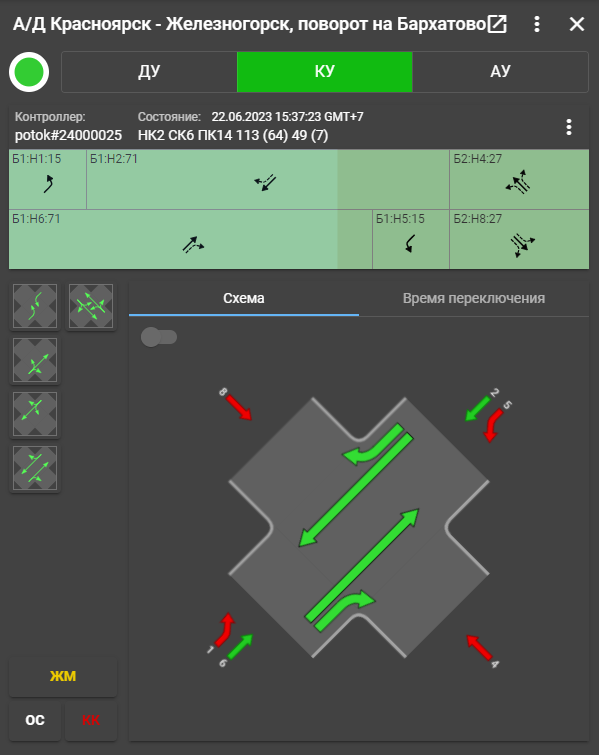 А/Д Красноярск - Железногорск, поворот на Бархатово
ДУ КУ АУ
Контроллер: Состояние: 22.06.2023 15:37:23 GMT+7
potok#24000025 НК2 СК6 ПК14 113 (64) 49 (7)
Б1:Н1:15 Б1:Н2:71 Б2:Н4:27
Б1:Н6:71 Б1:Н5:15 Б2:Н8:27
Схема Время переключения
8 2 5
1 6 4
ЖМ
ОС КК